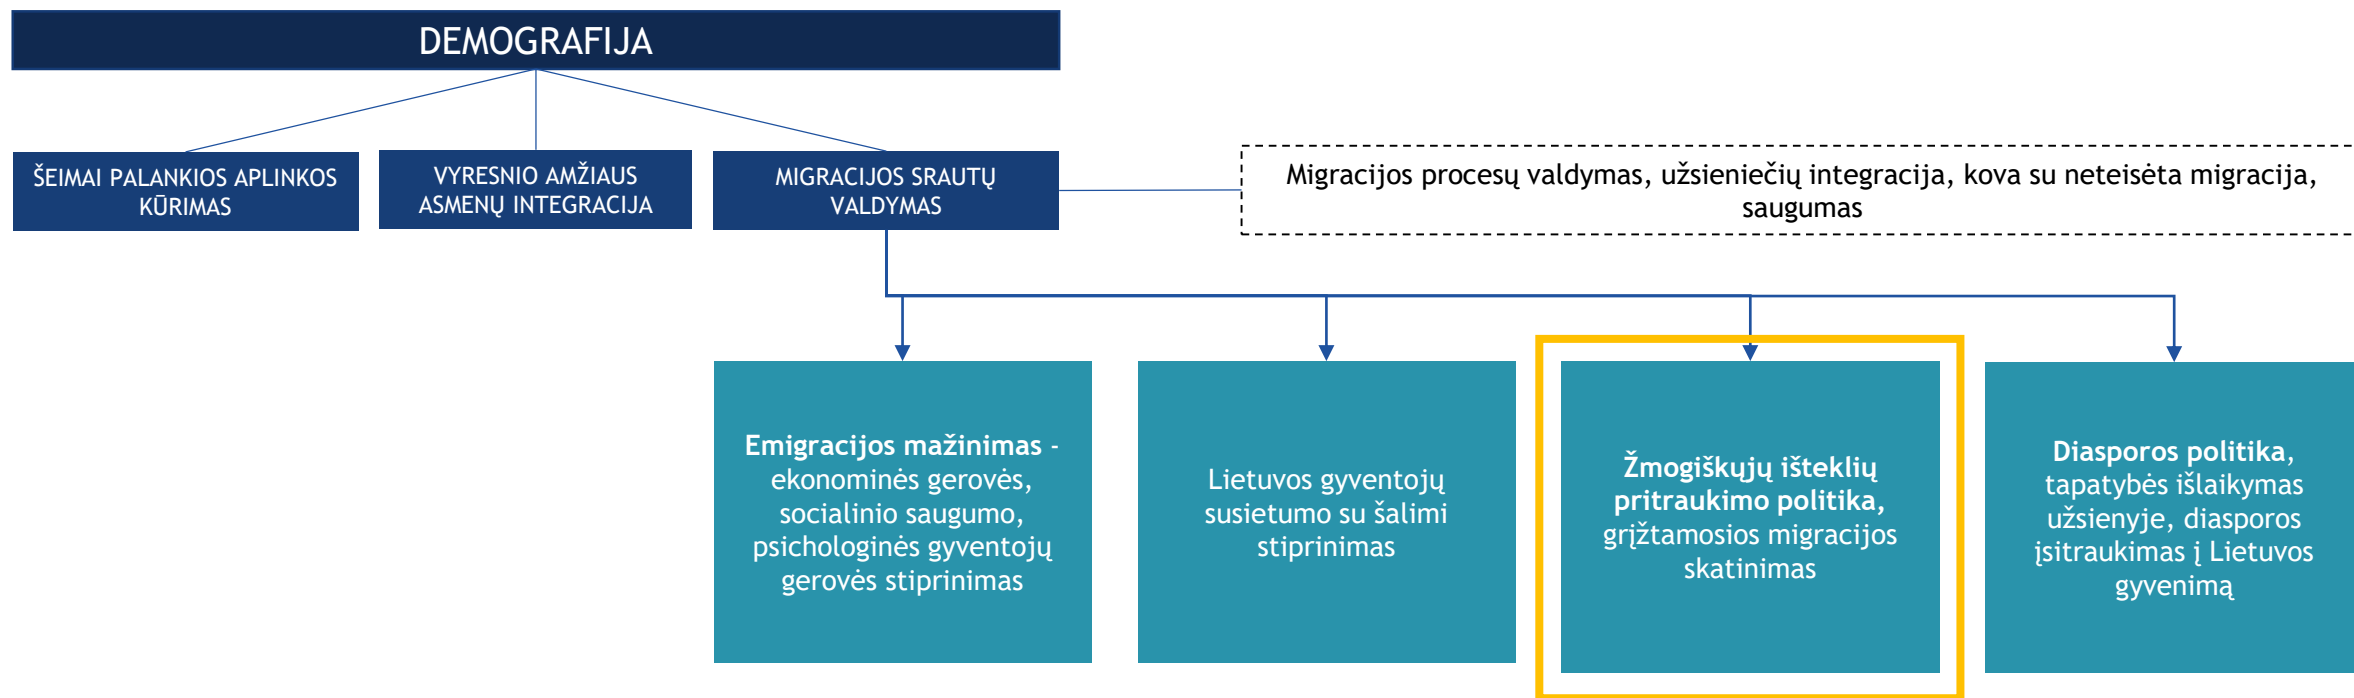 DEMOGRAFIJA
ŠEIMAI PALANKIOS APLINKOS
KŪRIMAS
VYRESNIO AMŽIAUS
ASMENŲ INTEGRACIJA
MIGRACIJOS SRAUTŲ
VALDYMAS
Migracijos procesų valdymas, užsieniečių integracija, kova su neteisėta migracija,
saugumas
Emigracijos mažinimas -
ekonominės gerovės,
socialinio saugumo,
psichologinės gyventojų
gerovės stiprinimas
Lietuvos gyventojų
susietumo su šalimi
stiprinimas
Žmogiškųjų išteklių
pritraukimo politika,
grįžtamosios migracijos
skatinimas
Diasporos politika,
tapatybės išlaikymas
užsienyje, diasporos
įsitraukimas į Lietuvos
gyvenimą